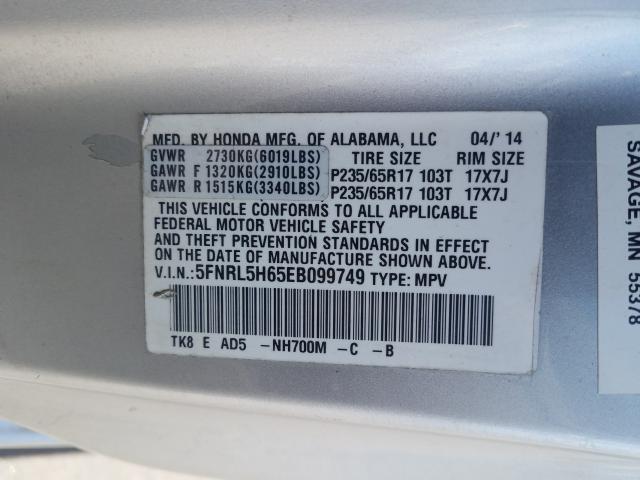 MFD. BY HONDA MFG. OF ALABAMA, LLC 04/'14
GVWR 2730KG(6019LBS) TIRE SIZE RIM SIZE
GAWR F 1320KG(2910LBS) P235/65R17 103T 17X7J
GAWR R 1515KG(3340LBS) P235/65R17 103T 17X7J
THIS VEHICLE CONFORMS TO ALL APPLICABLE
FEDERAL MOTOR VEHICLE SAFETY
AND THEFT PREVENTION STANDARDS IN EFFECT
ON THE DATE OF MANUFACTURE SHOWN ABOVE.
V.I.N.:5FNRL5H65EB099749 TYPE: MPV
TK8 E AD5 -NH700M -C -B
SAVAGE, MN 55378